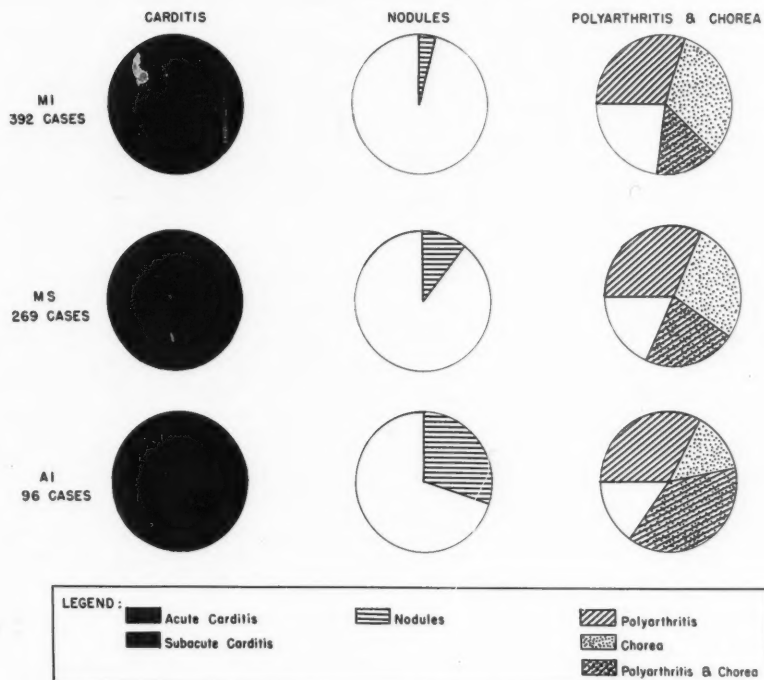 CARDITIS
NODULES
POLYARTHRITIS & CHOREA
MI
392 CASES
MS
269 CASES
AI
96 CASES
LEGEND:
Acute Carditis
Subacute Carditis
Nodules
Polyarthritis
Chorea
Polyarthritis & Chorea